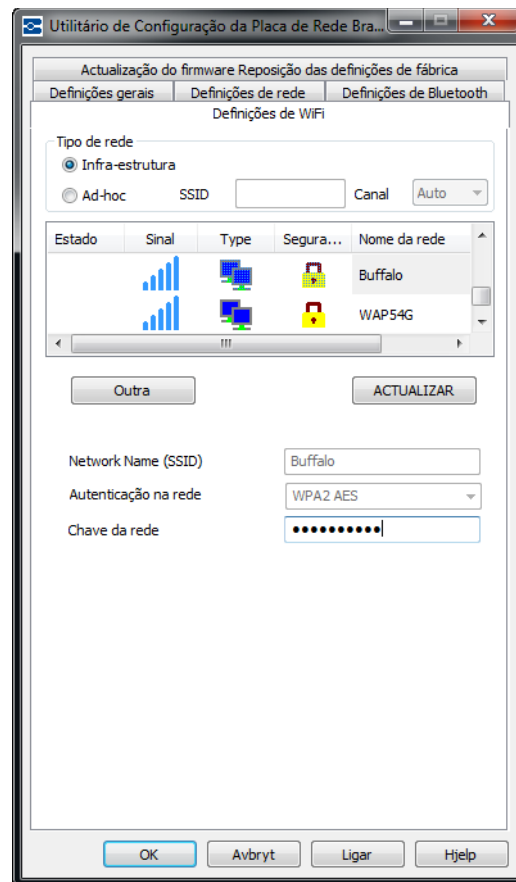 Utilitário de Configuração da Placa de Rede Bra...
Actualização do firmware Reposição das definições de fábrica
Definições gerais Definições de rede Definições de Bluetooth
Definições de WiFi
Tipo de rede
Infra-estrutura
Ad-hoc SSID Canal Auto
Estado Sinal Type Segura... Nome da rede
Buffalo
WAP54G
Outra ACTUALIZAR
Network Name (SSID) Buffalo
Autenticação na rede WPA2 AES
Chave da rede ●●●●●●●●●●
OK Avbryt Ligar Hjelp